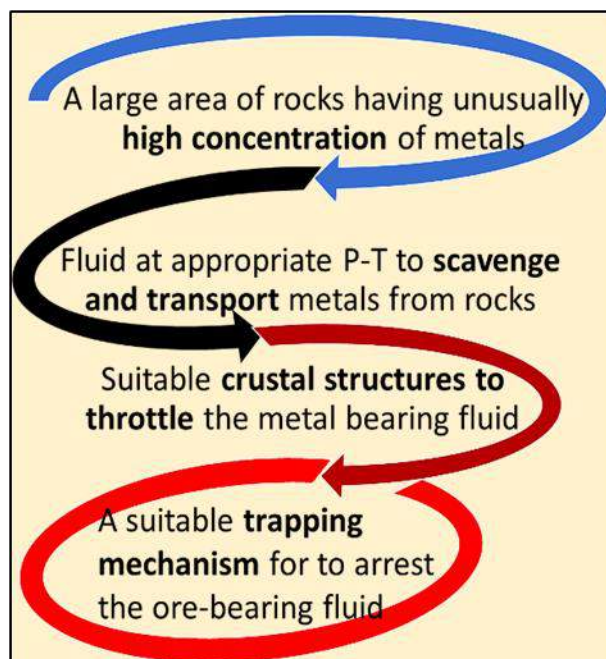 A large area of rocks having unusually
high concentration of metals
Fluid at appropriate P-T to scavenge
and transport metals from rocks
Suitable crustal structures to
throttle the metal bearing fluid
A suitable trapping
mechanism for to arrest
the ore-bearing fluid